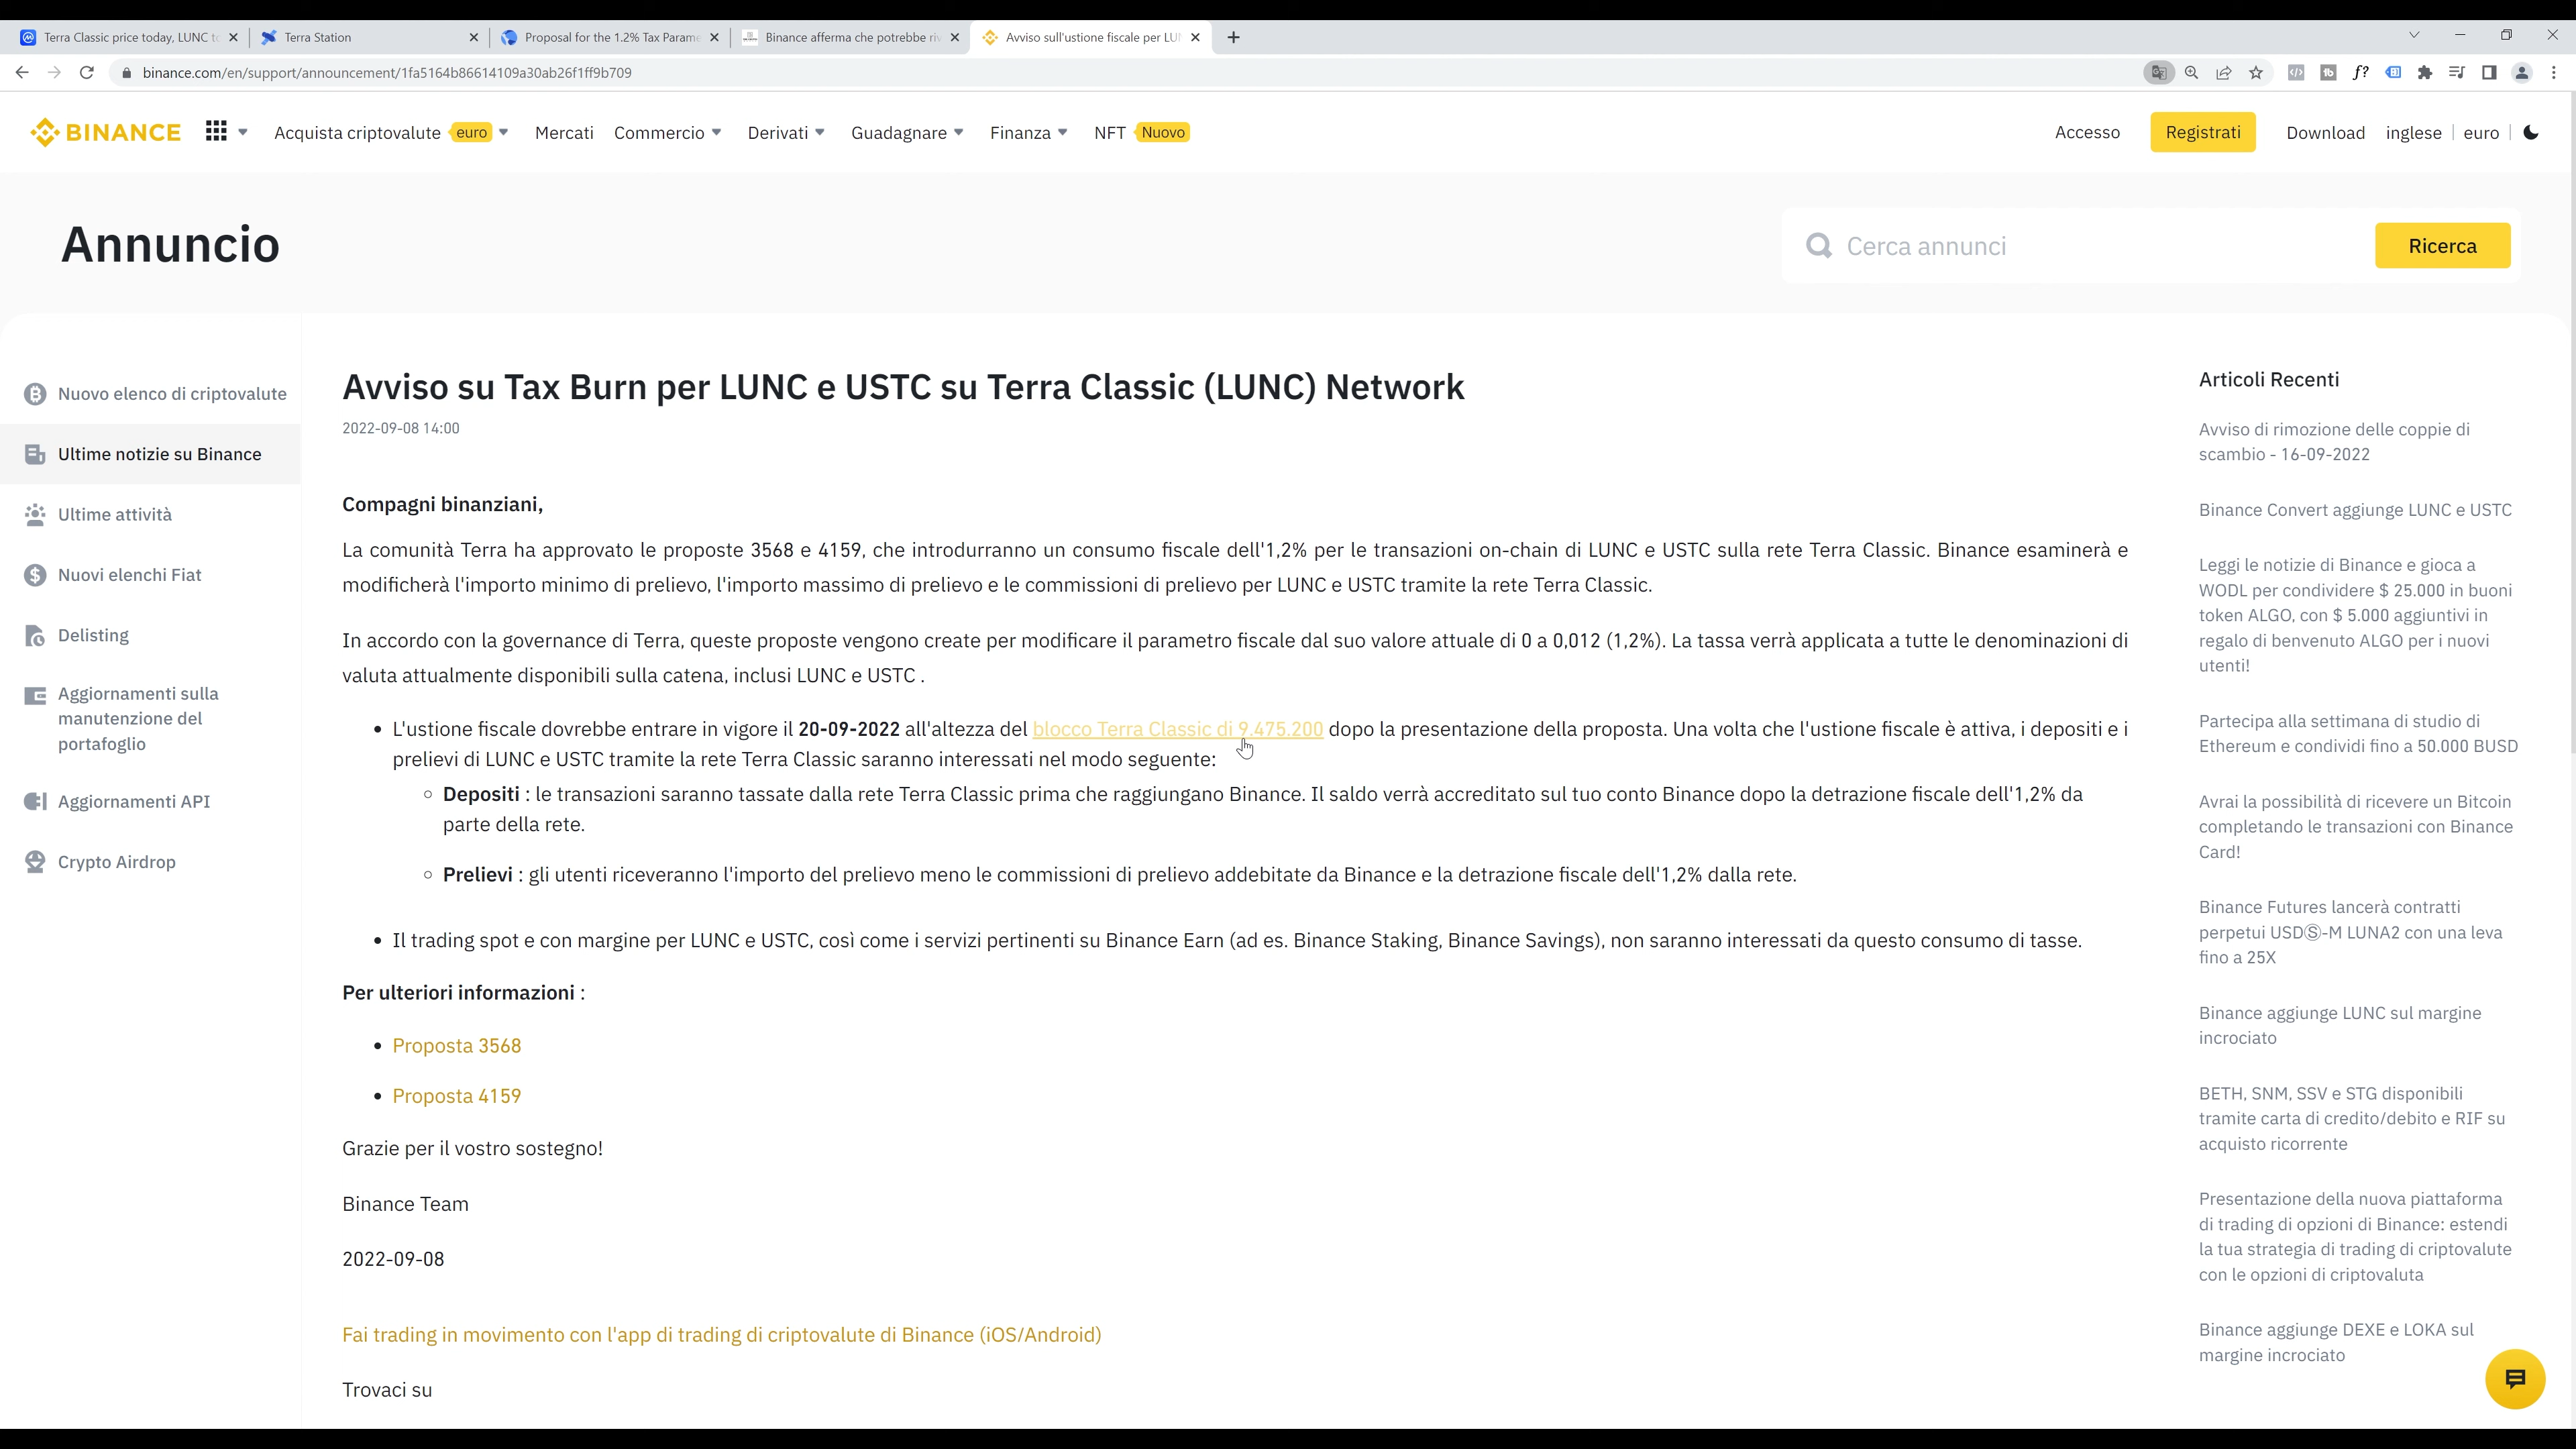 Terra Classic price today, LUNC to
Terra Station
Proposal for the 1.2% Tax Parame
Binance afferma che potrebbe riv
Avviso sull'ustione fiscale per LUN
binance.com/en/support/announcement/1fa5164b86614109a30ab26f1ff9b709
BINANCE
Acquista criptovalute euro
Mercati
Commercio
Derivati
Guadagnare
Finanza
NFT Nuovo
Accesso
Registrati
Download
inglese
euro
Annuncio
Cerca annunci
Ricerca
Nuovo elenco di criptovalute
Ultime notizie su Binance
Ultime attività
Nuovi elenchi Fiat
Delisting
Aggiornamenti sulla
manutenzione del
portafoglio
Aggiornamenti API
Crypto Airdrop
Avviso su Tax Burn per LUNC e USTC su Terra Classic (LUNC) Network
2022-09-08 14:00
Compagni binanziani,
La comunità Terra ha approvato le proposte 3568 e 4159, che introdurranno un consumo fiscale dell'1,2% per le transazioni on-chain di LUNC e USTC sulla rete Terra Classic. Binance esaminerà e
modificherà l'importo minimo di prelievo, l'importo massimo di prelievo e le commissioni di prelievo per LUNC e USTC tramite la rete Terra Classic.
In accordo con la governance di Terra, queste proposte vengono create per modificare il parametro fiscale dal suo valore attuale di 0 a 0,012 (1,2%). La tassa verrà applicata a tutte le denominazioni di
valuta attualmente disponibili sulla catena, inclusi LUNC e USTC .
• L'ustione fiscale dovrebbe entrare in vigore il 20-09-2022 all'altezza del blocco Terra Classic di 9.475.200 dopo la presentazione della proposta. Una volta che l'ustione fiscale è attiva, i depositi e i
prelievi di LUNC e USTC tramite la rete Terra Classic saranno interessati nel modo seguente:
◦ Depositi : le transazioni saranno tassate dalla rete Terra Classic prima che raggiungano Binance. Il saldo verrà accreditato sul tuo conto Binance dopo la detrazione fiscale dell'1,2% da
parte della rete.
◦ Prelievi : gli utenti riceveranno l'importo del prelievo meno le commissioni di prelievo addebitate da Binance e la detrazione fiscale dell'1,2% dalla rete.
• Il trading spot e con margine per LUNC e USTC, così come i servizi pertinenti su Binance Earn (ad es. Binance Staking, Binance Savings), non saranno interessati da questo consumo di tasse.
Per ulteriori informazioni :
• Proposta 3568
• Proposta 4159
Grazie per il vostro sostegno!
Binance Team
2022-09-08
Fai trading in movimento con l'app di trading di criptovalute di Binance (iOS/Android)
Trovaci su
Articoli Recenti
Avviso di rimozione delle coppie di
scambio - 16-09-2022
Binance Convert aggiunge LUNC e USTC
Leggi le notizie di Binance e gioca a
WODL per condividere $ 25.000 in buoni
token ALGO, con $ 5.000 aggiuntivi in
regalo di benvenuto ALGO per i nuovi
utenti!
Partecipa alla settimana di studio di
Ethereum e condividi fino a 50.000 BUSD
Avrai la possibilità di ricevere un Bitcoin
completando le transazioni con Binance
Card!
Binance Futures lancerà contratti
perpetui USDⓈ-M LUNA2 con una leva
fino a 25X
Binance aggiunge LUNC sul margine
incrociato
BETH, SNM, SSV e STG disponibili
tramite carta di credito/debito e RIF su
acquisto ricorrente
Presentazione della nuova piattaforma
di trading di opzioni di Binance: estendi
la tua strategia di trading di criptovalute
con le opzioni di criptovaluta
Binance aggiunge DEXE e LOKA sul
margine incrociato